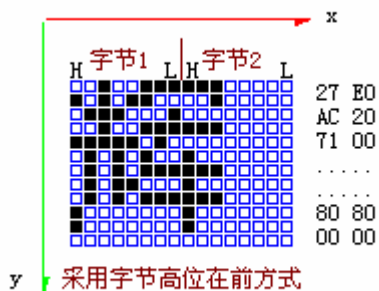 x
字节1 字节2
H L H L
27 E0
AC 20
71 00
.....
.....
80 80
00 00
y 采用字节高位在前方式